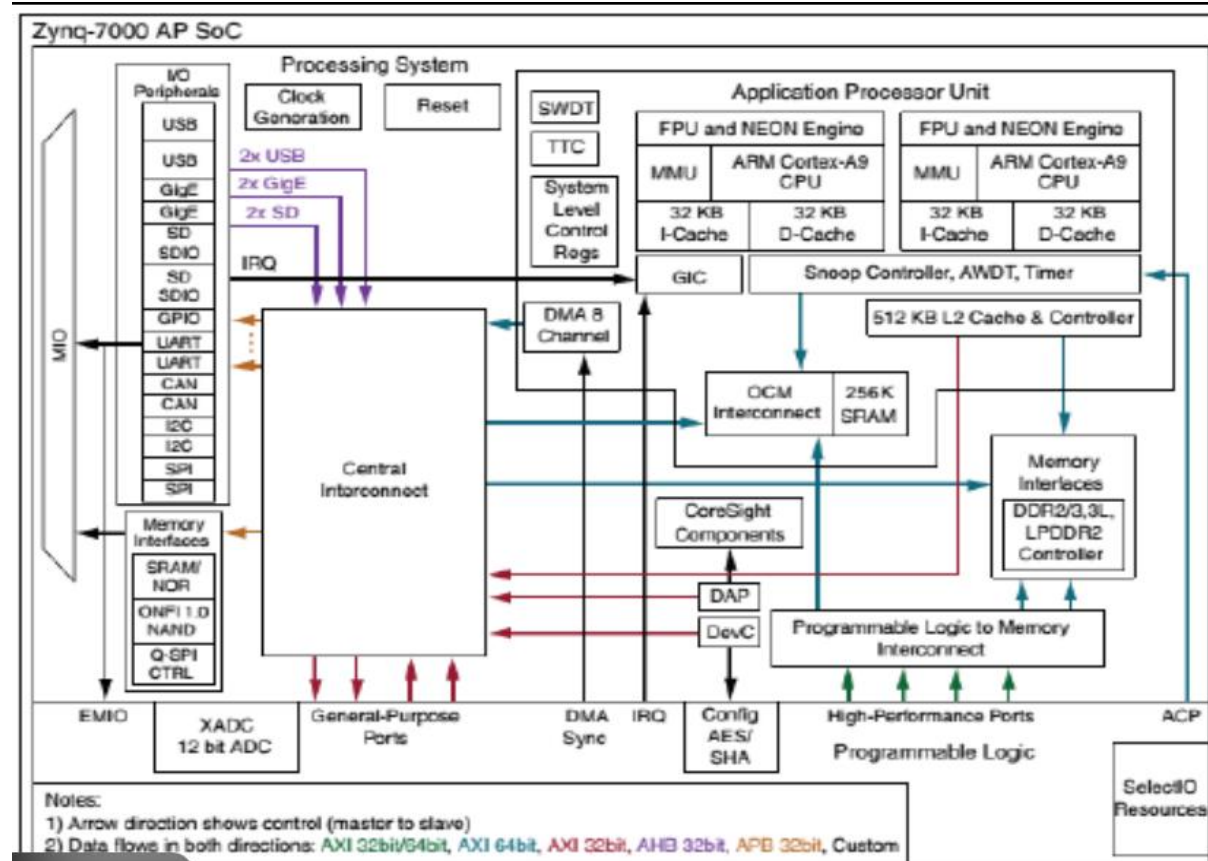 Zynq-7000 AP SoC
Processing System
I/O
Peripherals
USB
USB
GigE
GigE
SD
SDIO
SD
SDIO
GPIO
UART
UART
CAN
CAN
I2C
I2C
SPI
SPI
MIO
Clock
Generation
Reset
2x USB
2x GigE
2x SD
IRQ
SWDT
TTC
System
Level
Control
Regs
Application Processor Unit
FPU and NEON Engine
MMU
ARM Cortex-A9
CPU
32 KB
I-Cache
32 KB
D-Cache
FPU and NEON Engine
MMU
ARM Cortex-A9
CPU
32 KB
I-Cache
32 KB
D-Cache
GIC
Snoop Controller, AWDT, Timer
DMA 8
Channel
512 KB L2 Cache & Controller
OCM
Interconnect
256K
SRAM
Central
Interconnect
Memory
Interfaces
DDR2/3,3L,
LPDDR2
Controller
CoreSight
Components
DAP
DevC
Programmable Logic to Memory
Interconnect
Memory
Interfaces
SRAM/
NOR
ONFI 1.0
NAND
Q-SPI
CTRL
EMIO
XADC
12 bit ADC
General-Purpose
Ports
DMA
Sync
IRQ
Config
AES/
SHA
High-Performance Ports
ACP
Programmable Logic
SelectIO
Resources
Notes:
1) Arrow direction shows control (master to slave)
2) Data flows in both directions: AXI 32bit/64bit, AXI 64bit, AXI 32bit, AHB 32bit, APB 32bit, Custom